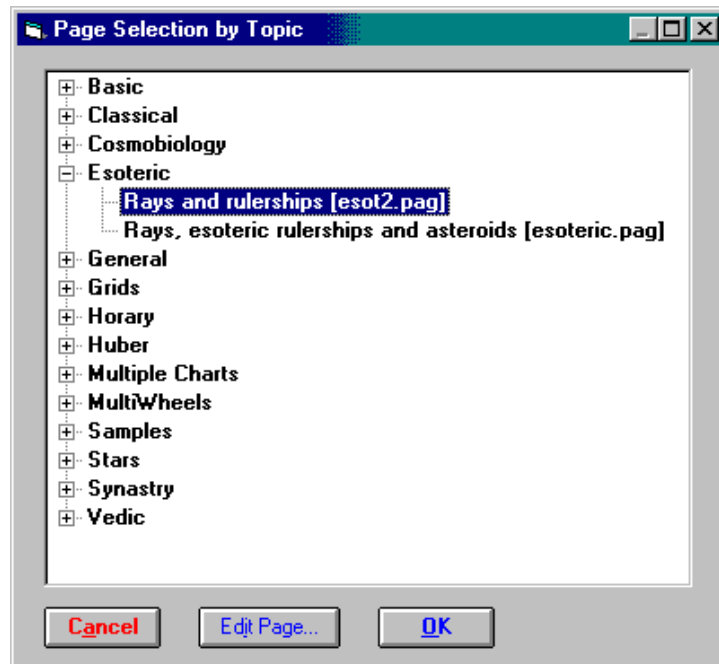 Page Selection by Topic
Basic
Classical
Cosmobiology
Esoteric
Rays and rulerships [esot2.pag]
Rays, esoteric rulerships and asteroids [esoteric.pag]
General
Grids
Horary
Huber
Multiple Charts
MultiWheels
Samples
Stars
Synastry
Vedic
Cancel Edit Page... OK